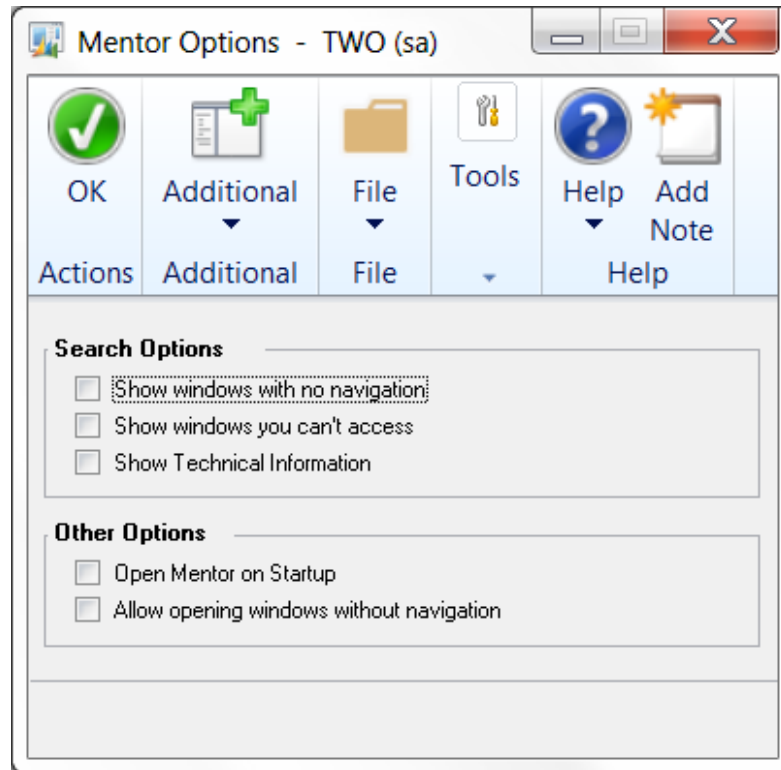 Mentor Options - TWO (sa)
OK
Additional
File
Tools
Help
Add
Note
Actions
Additional
File
Help
Search Options
Show windows with no navigation
Show windows you can't access
Show Technical Information
Other Options
Open Mentor on Startup
Allow opening windows without navigation